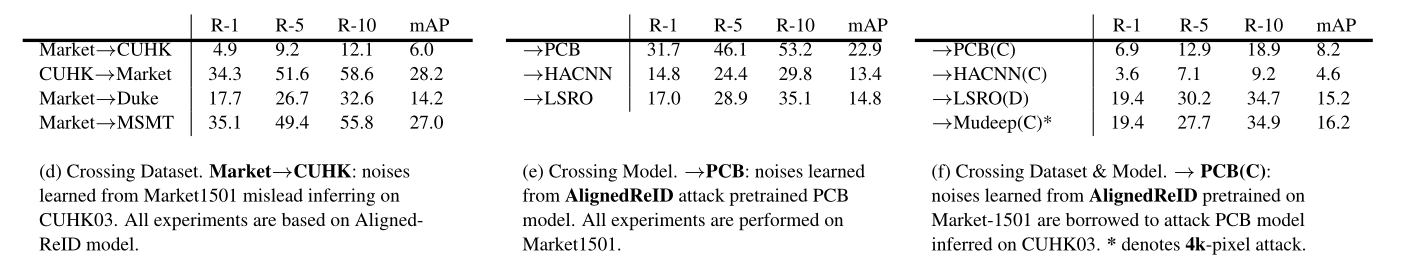 R-1 R-5 R-10 mAP
Market→CUHK 4.9 9.2 12.1 6.0
CUHK→Market 34.3 51.6 58.6 28.2
Market→Duke 17.7 26.7 32.6 14.2
Market→MSMT 35.1 49.4 55.8 27.0
(d) Crossing Dataset. Market→CUHK: noises
learned from Market1501 mislead inferring on
CUHK03. All experiments are based on Aligned-
ReID model.
R-1 R-5 R-10 mAP
→PCB 31.7 46.1 53.2 22.9
→HACNN 14.8 24.4 29.8 13.4
→LSRO 17.0 28.9 35.1 14.8
(e) Crossing Model. →PCB: noises learned
from AlignedReID attack pretrained PCB
model. All experiments are performed on
Market1501.
R-1 R-5 R-10 mAP
→PCB(C) 6.9 12.9 18.9 8.2
→HACNN(C) 3.6 7.1 9.2 4.6
→LSRO(D) 19.4 30.2 34.7 15.2
→Mudeep(C)* 19.4 27.7 34.9 16.2
(f) Crossing Dataset & Model. → PCB(C):
noises learned from AlignedReID pretrained on
Market-1501 are borrowed to attack PCB model
inferred on CUHK03. * denotes 4k-pixel attack.